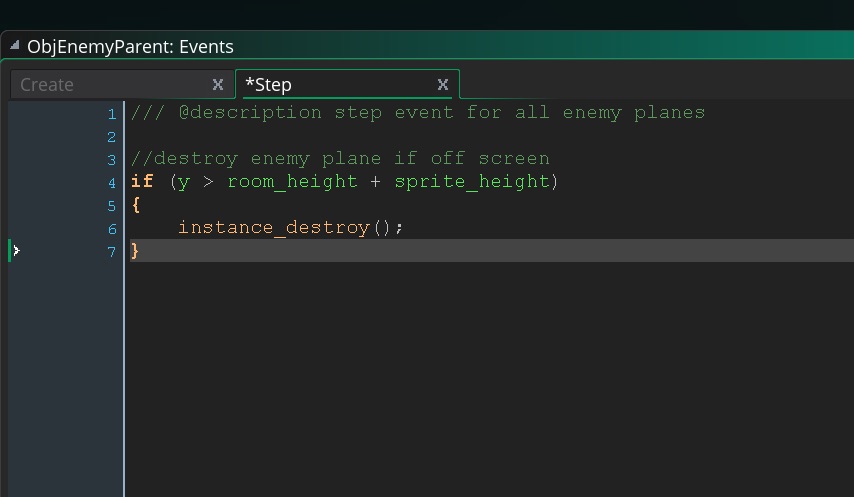 ObjEnemyParent: Events
Create X *Step X
1 /// @description step event for all enemy planes
2
3 //destroy enemy plane if off screen
4 if (y > room_height + sprite_height)
5 {
6 instance_destroy();
7 }